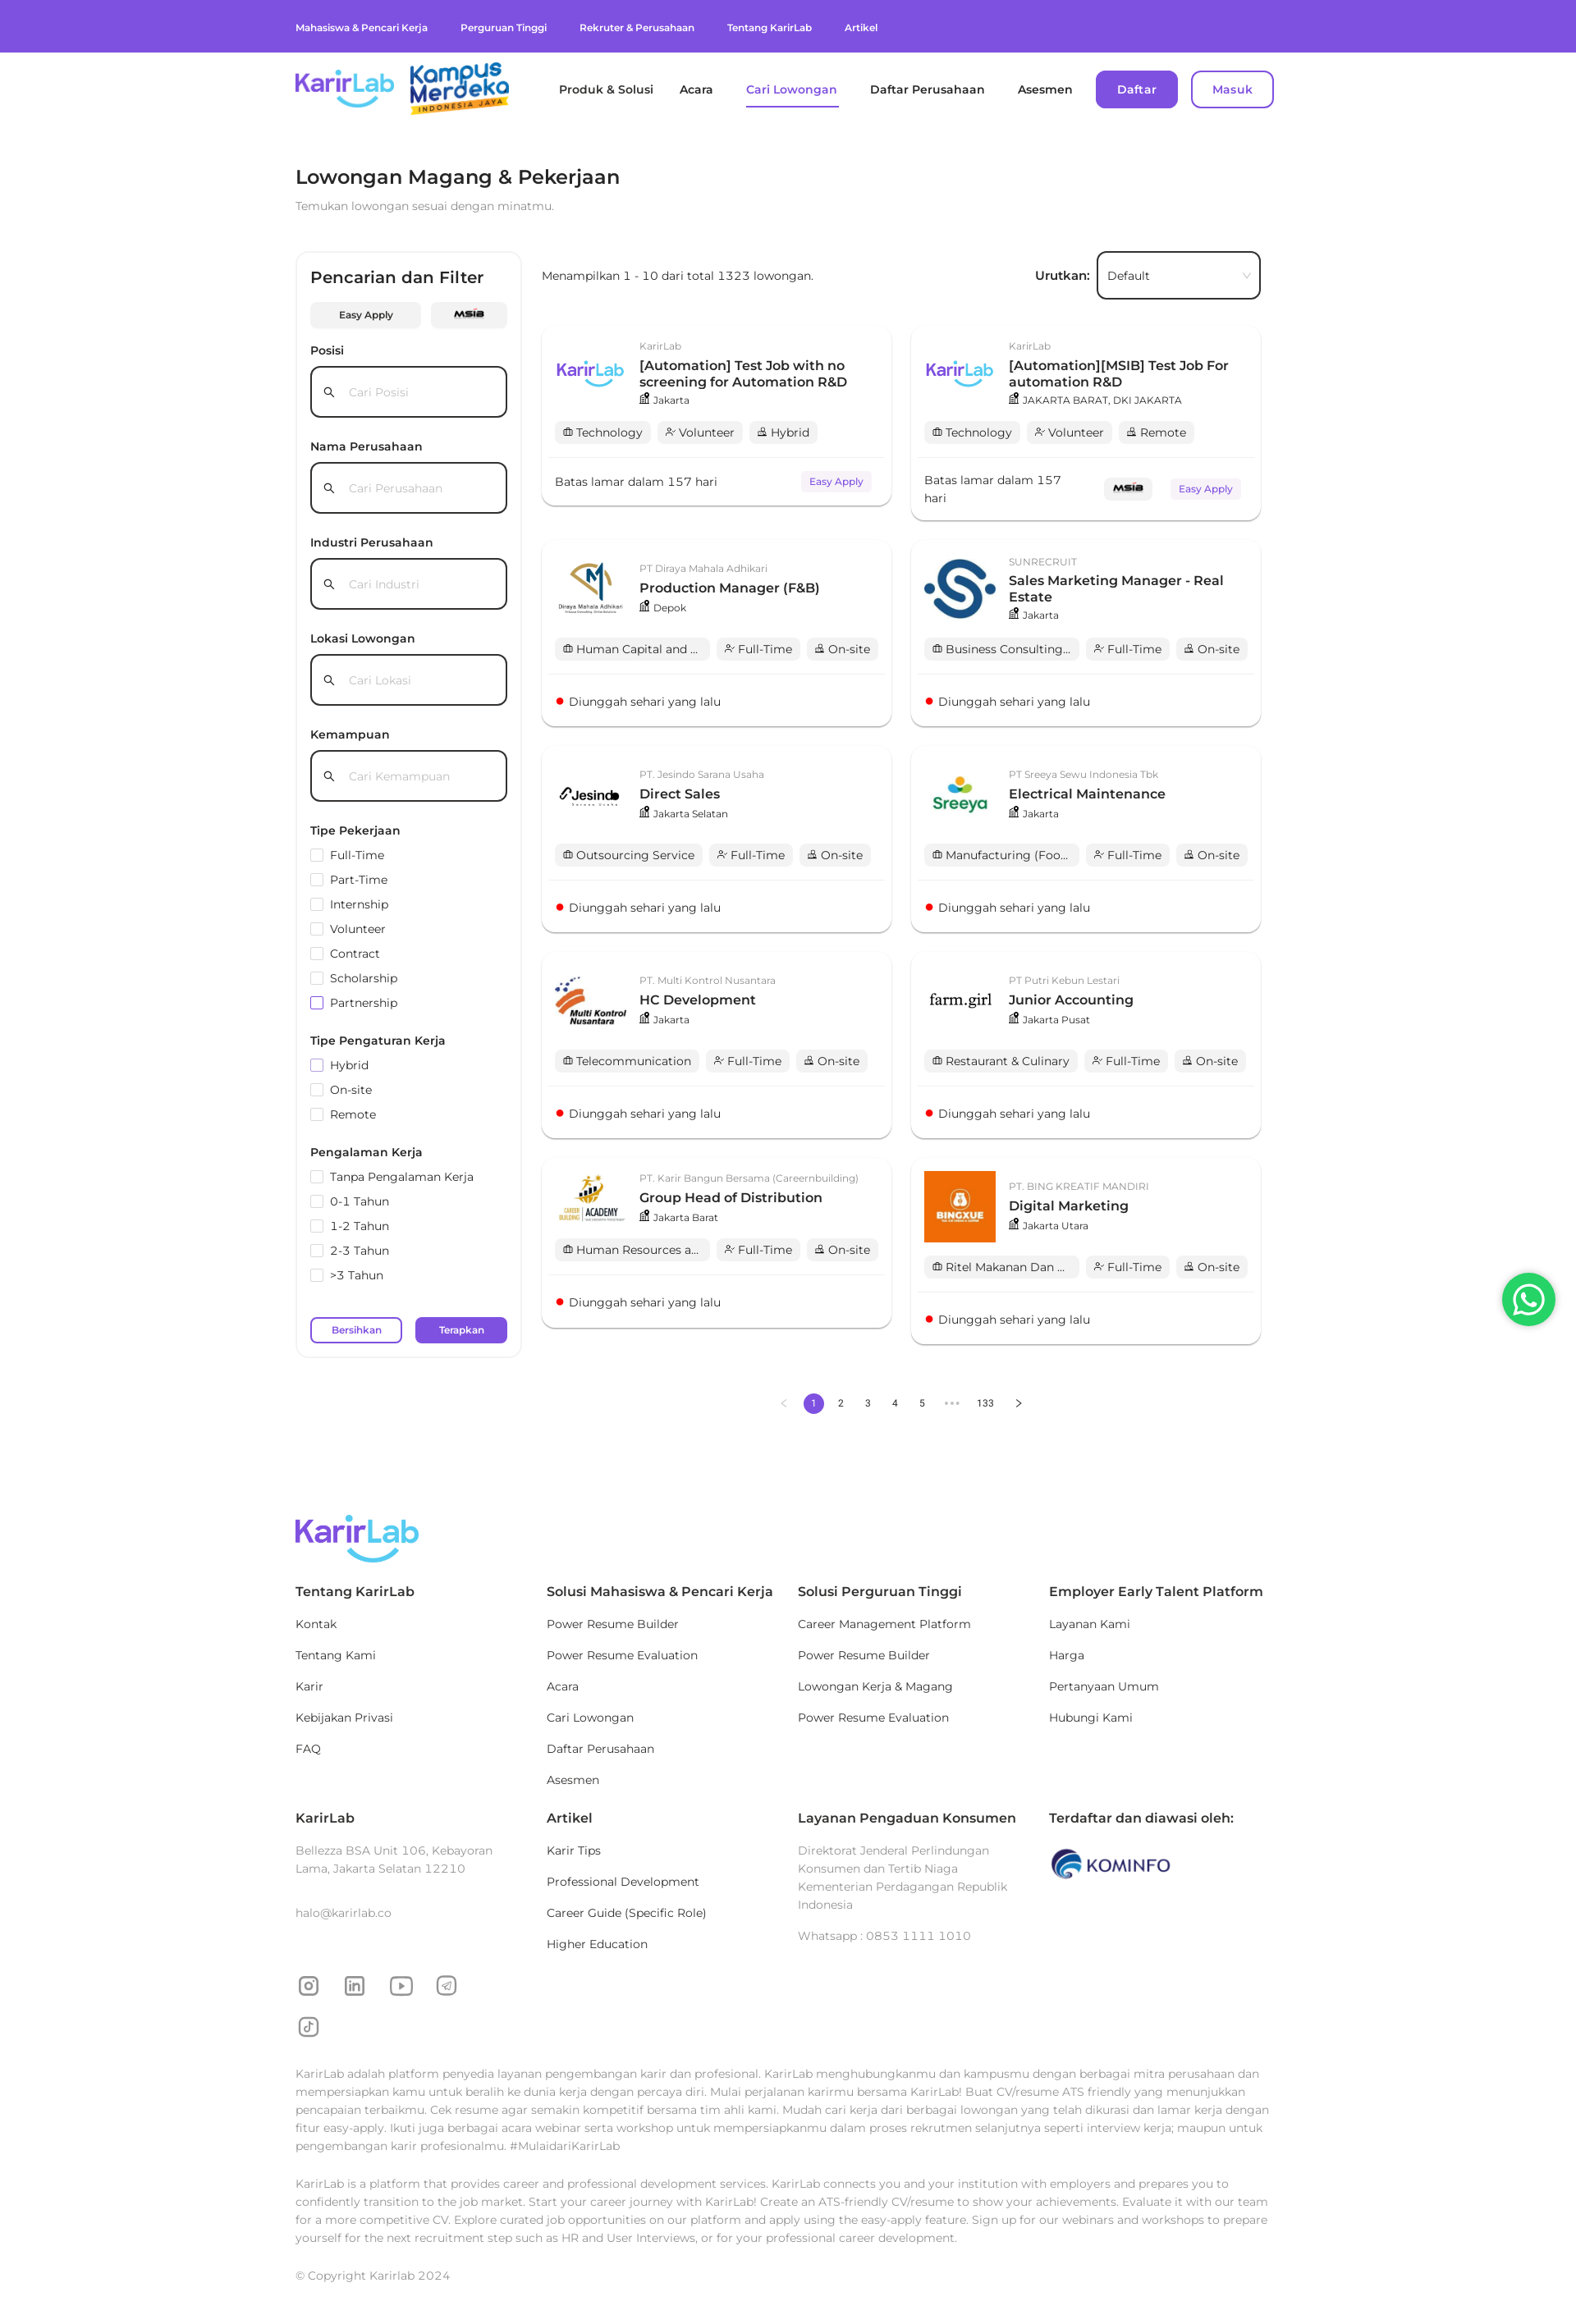 Mahasiswa & Pencari Kerja
Perguruan Tinggi
Rekruter & Perusahaan
Tentang KarirLab
Artikel
KarirLab
Kampus
Merdeka
INDONESIA JAYA
Produk & Solusi
Acara
Cari Lowongan
Daftar Perusahaan
Asesmen
Daftar
Masuk
Lowongan Magang & Pekerjaan
Temukan lowongan sesuai dengan minatmu.
Pencarian dan Filter
Easy Apply
MSIB
Posisi
Cari Posisi
Nama Perusahaan
Cari Perusahaan
Industri Perusahaan
Cari Industri
Lokasi Lowongan
Cari Lokasi
Kemampuan
Cari Kemampuan
Tipe Pekerjaan
Full-Time
Part-Time
Internship
Volunteer
Contract
Scholarship
Partnership
Tipe Pengaturan Kerja
Hybrid
On-site
Remote
Pengalaman Kerja
Tanpa Pengalaman Kerja
0-1 Tahun
1-2 Tahun
2-3 Tahun
>3 Tahun
Bersihkan
Terapkan
Menampilkan 1 - 10 dari total 1323 lowongan.
Urutkan:
Default
KarirLab
KarirLab
[Automation] Test Job with no
screening for Automation R&D
Jakarta
Technology
Volunteer
Hybrid
Batas lamar dalam 157 hari
Easy Apply
KarirLab
KarirLab
[Automation][MSIB] Test Job For
automation R&D
JAKARTA BARAT, DKI JAKARTA
Technology
Volunteer
Remote
Batas lamar dalam 157
hari
MSIB
Easy Apply
Diraya Mahala Adhikari
PT Diraya Mahala Adhikari
Production Manager (F&B)
Depok
Human Capital and ...
Full-Time
On-site
Diunggah sehari yang lalu
SUNRECRUIT
Sales Marketing Manager - Real
Estate
Jakarta
Business Consulting...
Full-Time
On-site
Diunggah sehari yang lalu
Jesindo
Sarana Usaha
PT. Jesindo Sarana Usaha
Direct Sales
Jakarta Selatan
Outsourcing Service
Full-Time
On-site
Diunggah sehari yang lalu
Sreeya
PT Sreeya Sewu Indonesia Tbk
Electrical Maintenance
Jakarta
Manufacturing (Foo...
Full-Time
On-site
Diunggah sehari yang lalu
Multi Kontrol
Nusantara
PT. Multi Kontrol Nusantara
HC Development
Jakarta
Telecommunication
Full-Time
On-site
Diunggah sehari yang lalu
farm.girl
PT Putri Kebun Lestari
Junior Accounting
Jakarta Pusat
Restaurant & Culinary
Full-Time
On-site
Diunggah sehari yang lalu
CAREER
BUILDING
ACADEMY
PT. Karir Bangun Bersama (Careernbuilding)
Group Head of Distribution
Jakarta Barat
Human Resources a...
Full-Time
On-site
Diunggah sehari yang lalu
BINGXUE
PT. BING KREATIF MANDIRI
Digital Marketing
Jakarta Utara
Ritel Makanan Dan ...
Full-Time
On-site
Diunggah sehari yang lalu
1 2 3 4 5 ••• 133
KarirLab
Tentang KarirLab
Kontak
Tentang Kami
Karir
Kebijakan Privasi
FAQ
Solusi Mahasiswa & Pencari Kerja
Power Resume Builder
Power Resume Evaluation
Acara
Cari Lowongan
Daftar Perusahaan
Asesmen
Solusi Perguruan Tinggi
Career Management Platform
Power Resume Builder
Lowongan Kerja & Magang
Power Resume Evaluation
Employer Early Talent Platform
Layanan Kami
Harga
Pertanyaan Umum
Hubungi Kami
KarirLab
Bellezza BSA Unit 106, Kebayoran
Lama, Jakarta Selatan 12210
halo@karirlab.co
Artikel
Karir Tips
Professional Development
Career Guide (Specific Role)
Higher Education
Layanan Pengaduan Konsumen
Direktorat Jenderal Perlindungan
Konsumen dan Tertib Niaga
Kementerian Perdagangan Republik
Indonesia
Whatsapp : 0853 1111 1010
Terdaftar dan diawasi oleh:
KOMINFO
KarirLab adalah platform penyedia layanan pengembangan karir dan profesional. KarirLab menghubungkanmu dan kampusmu dengan berbagai mitra perusahaan dan
mempersiapkan kamu untuk beralih ke dunia kerja dengan percaya diri. Mulai perjalanan karirmu bersama KarirLab! Buat CV/resume ATS friendly yang menunjukkan
pencapaian terbaikmu. Cek resume agar semakin kompetitif bersama tim ahli kami. Mudah cari kerja dari berbagai lowongan yang telah dikurasi dan lamar kerja dengan
fitur easy-apply. Ikuti juga berbagai acara webinar serta workshop untuk mempersiapkanmu dalam proses rekrutmen selanjutnya seperti interview kerja; maupun untuk
pengembangan karir profesionalmu. #MulaidariKarirLab
KarirLab is a platform that provides career and professional development services. KarirLab connects you and your institution with employers and prepares you to
confidently transition to the job market. Start your career journey with KarirLab! Create an ATS-friendly CV/resume to show your achievements. Evaluate it with our team
for a more competitive CV. Explore curated job opportunities on our platform and apply using the easy-apply feature. Sign up for our webinars and workshops to prepare
yourself for the next recruitment step such as HR and User Interviews, or for your professional career development.
© Copyright Karirlab 2024